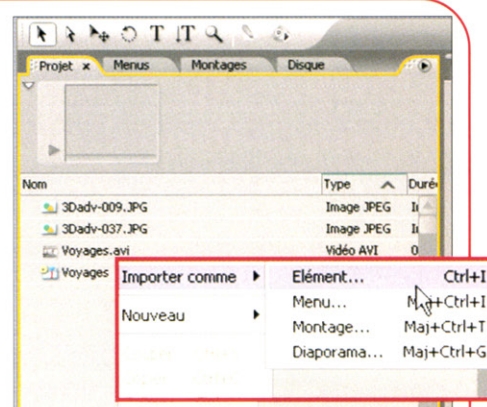 Projet × Menus Montages Disque
Nom Type Durée
3Dadv-009.JPG Image JPEG
3Dadv-037.JPG Image JPEG
Voyages.avi Vidéo AVI
Voyages
Importer comme Elément... Ctrl+I
Menu... Maj+Ctrl+I
Nouveau Montage... Maj+Ctrl+T
Diaporama... Maj+Ctrl+G